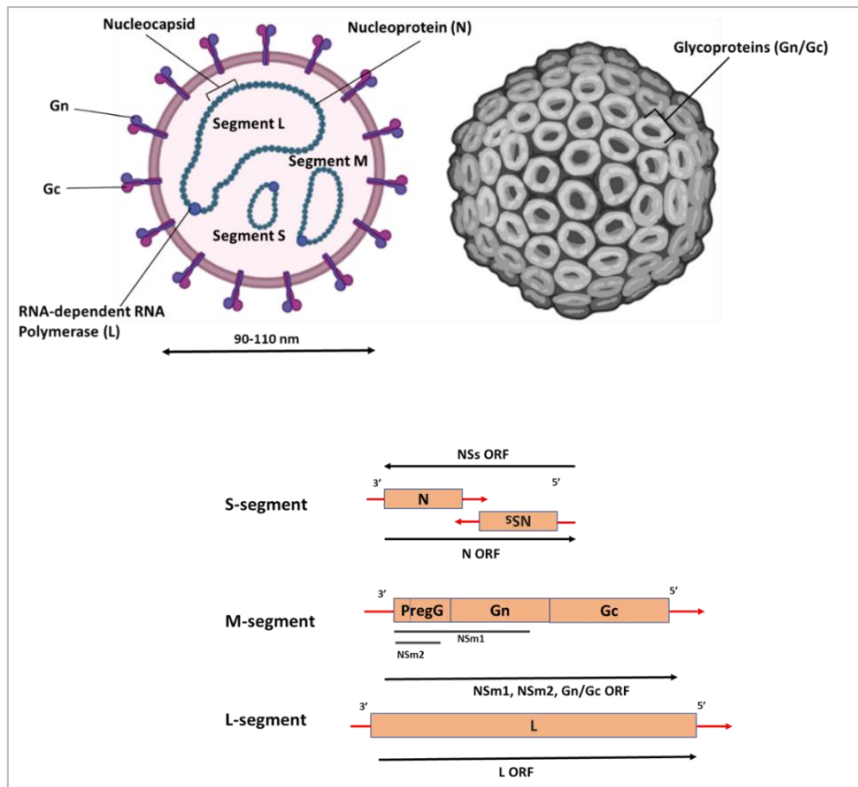 Nucleocapsid
Nucleoprotein (N)
Glycoproteins (Gn/Gc)
Gn
Segment L
Segment M
Gc
Segment S
RNA-dependent RNA
Polymerase (L)
90-110 nm
NSs ORF
3’
5’
S-segment
N
NSs
N ORF
3’
5’
M-segment
PregG
Gn
Gc
NSm1
NSm2
NSm1, NSm2, Gn/Gc ORF
3’
5’
L-segment
L
L ORF